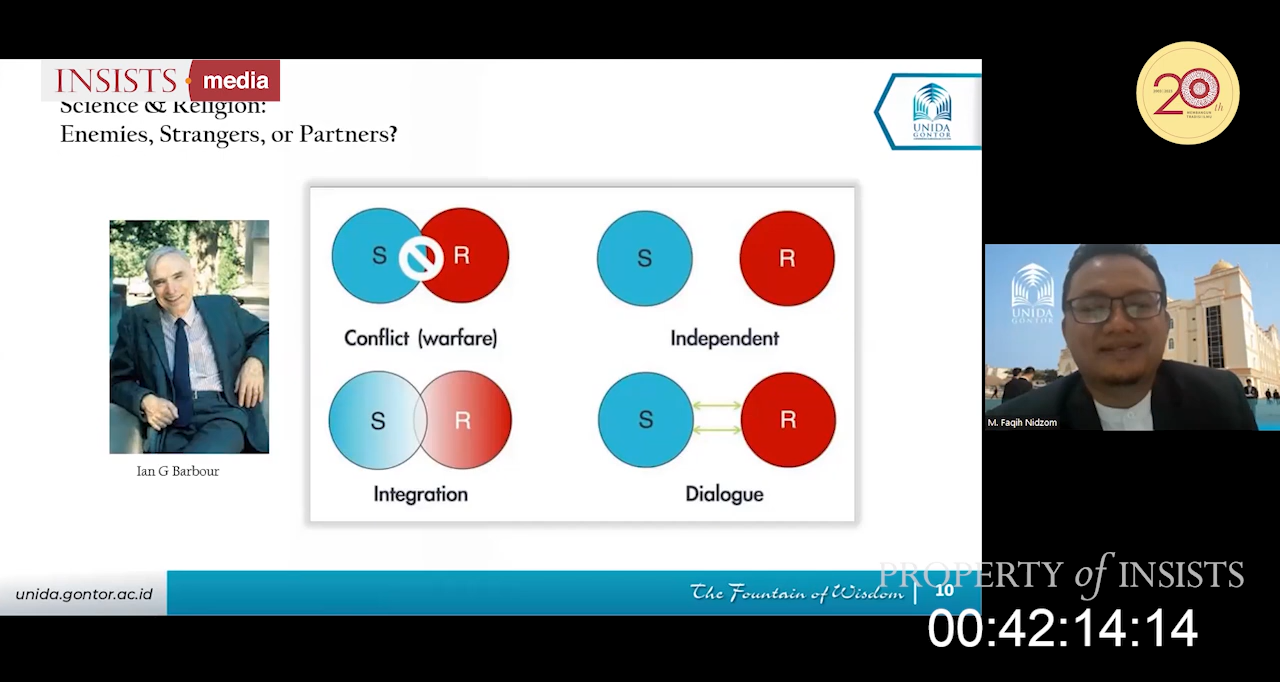 INSISTS media
Science & Religion:
Enemies, Strangers, or Partners?
UNIDA
GONTOR
20th
S R
Conflict (warfare)
S R
Independent
S R
Integration
S R
Dialogue
Ian G Barbour
UNIDA
GONTOR
M. Faqih Nidzom
unida.gontor.ac.id
The Fountain of Wisdom | 10
PROPERTY of INSISTS
00:42:14:14